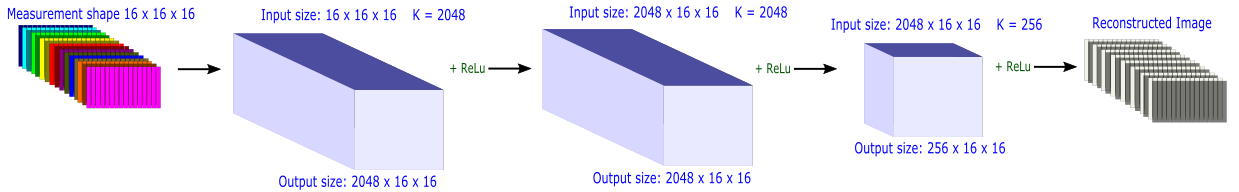 Measurement shape 16 x 16 x 16
Input size: 16 x 16 x 16 K = 2048
+ ReLu
Output size: 2048 x 16 x 16
Input size: 2048 x 16 x 16 K = 2048
+ ReLu
Output size: 2048 x 16 x 16
Input size: 2048 x 16 x 16 K = 256
+ ReLu
Output size: 256 x 16 x 16
Reconstructed Image